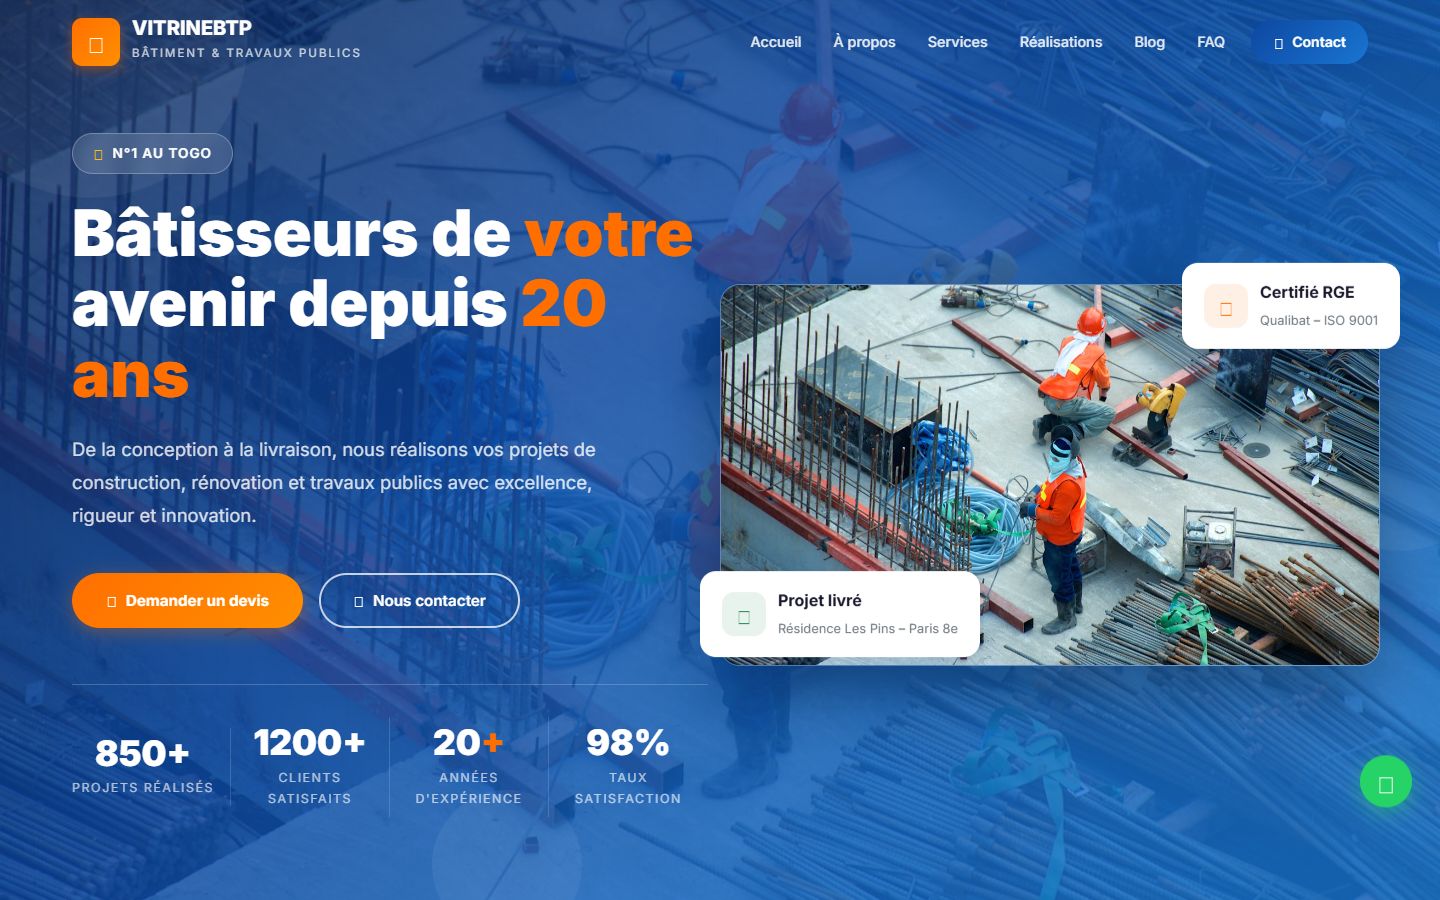 VITRINEBTP
BÂTIMENT & TRAVAUX PUBLICS
Accueil
À propos
Services
Réalisations
Blog
FAQ
Contact
N°1 AU TOGO
Bâtisseurs de votre
avenir depuis 20
ans
De la conception à la livraison, nous réalisons vos projets de
construction, rénovation et travaux publics avec excellence,
rigueur et innovation.
Demander un devis
Nous contacter
850+
PROJETS RÉALISÉS
1200+
CLIENTS
SATISFAITS
20+
ANNÉES
D'EXPÉRIENCE
98%
TAUX
SATISFACTION
Certifié RGE
Qualibat – ISO 9001
Projet livré
Résidence Les Pins – Paris 8e